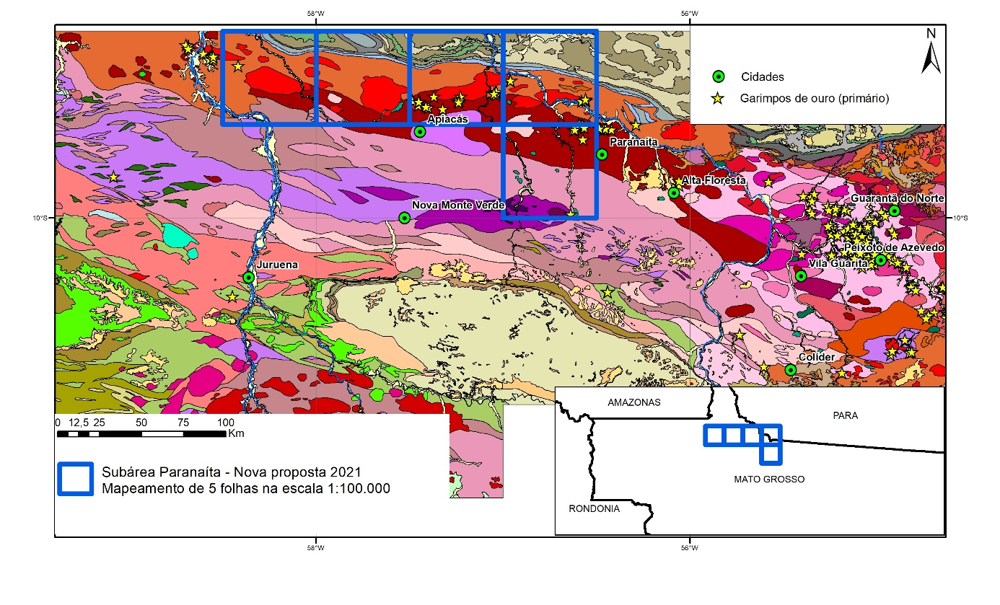 58°W
56°W
N
Cidades
Garimpos de ouro (primário)
Apiacás
Paranaíta
Alta Floresta
Guarantã do Norte
Nova Monte Verde
10°S
10°S
Peixoto de Azevedo
Vila Guarita
Juruena
Colíder
0 12,5 25 50 75 100
Km
Subárea Paranaíta - Nova proposta 2021
Mapeamento de 5 folhas na escala 1:100.000
AMAZONAS
PARA
MATO GROSSO
RONDONIA
58°W
56°W